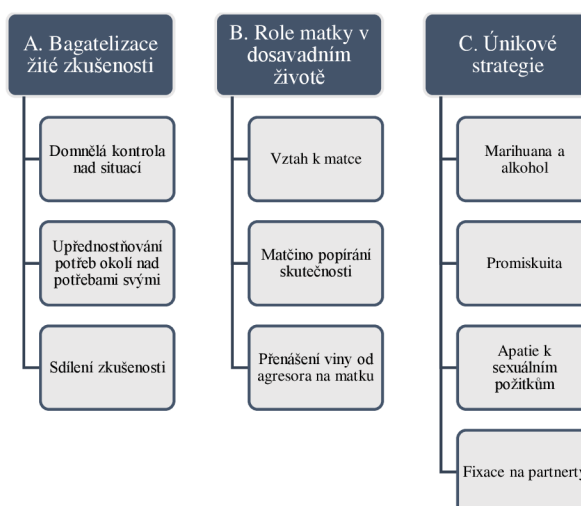 A. Bagatelizace
žité zkušenosti
Domnělá kontrola
nad situací
Upřednostňování
potřeb okolí nad
potřebami svými
Sdílení zkušenosti
B. Role matky v
dosavadním
životě
Vztah k matce
Matčino popírání
skutečnosti
Přenášení viny od
agresora na matku
C. Únikové
strategie
Marihuana a
alkohol
Promiskuita
Apatie k
sexuálním
požitkům
Fixace na partnery